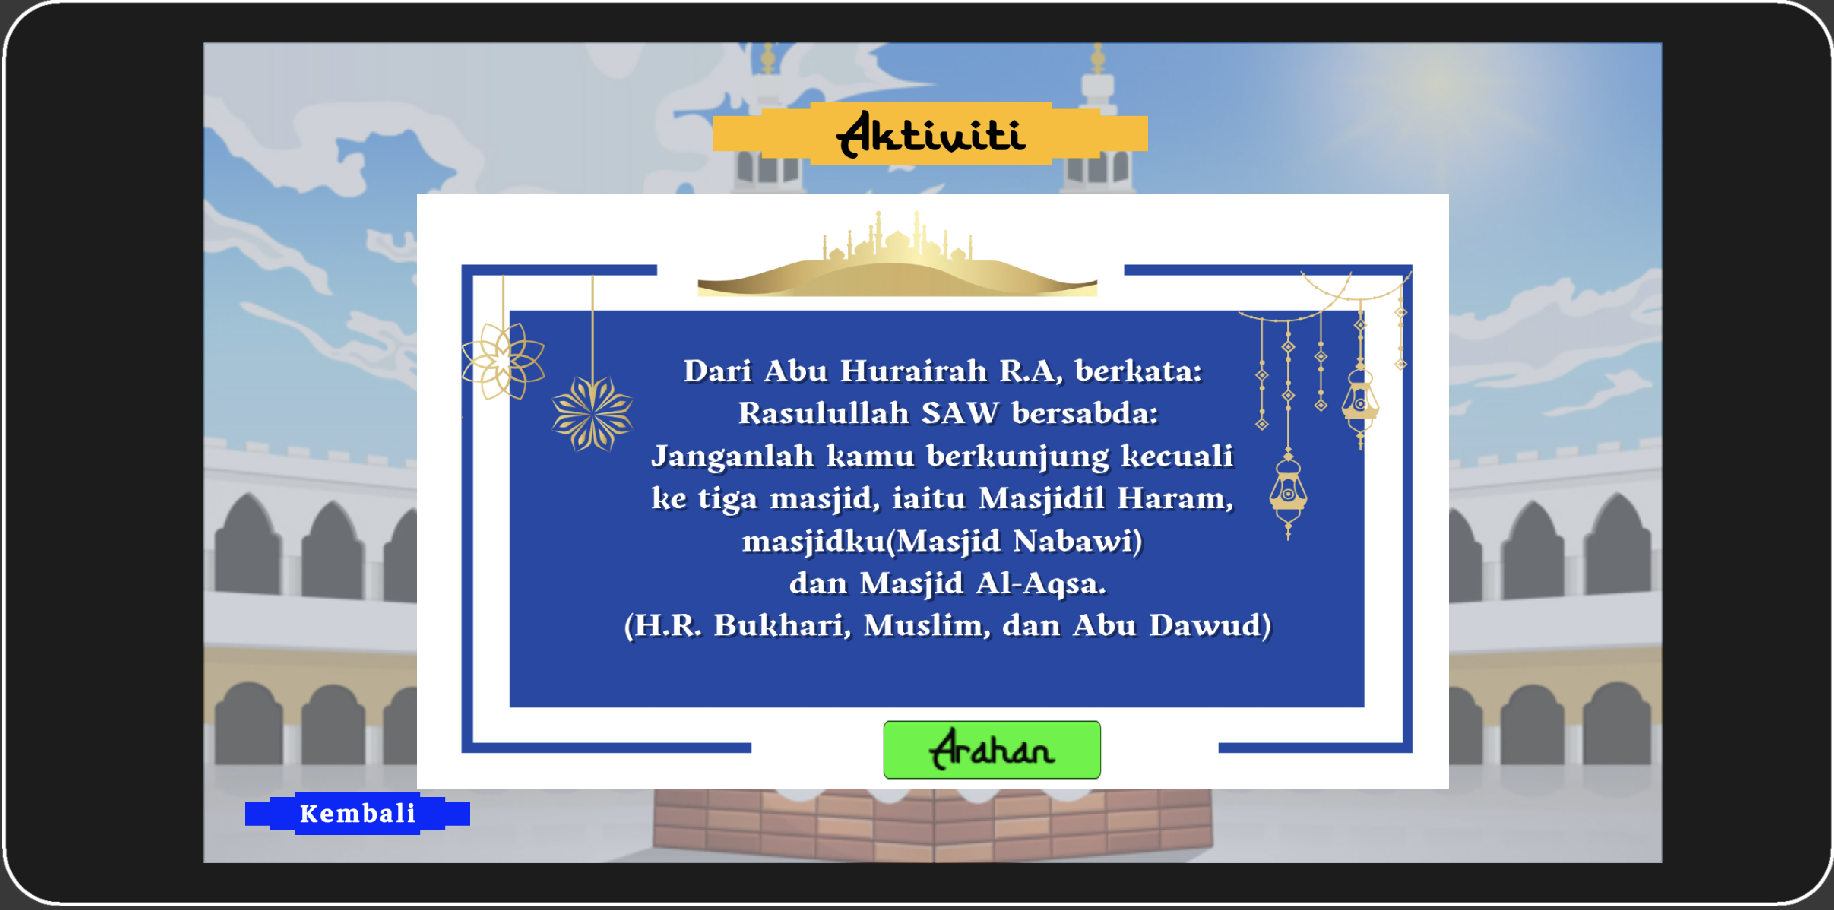 Aktiviti
Dari Abu Hurairah R.A, berkata:
Rasulullah SAW bersabda:
Janganlah kamu berkunjung kecuali
ke tiga masjid, iaitu Masjidil Haram,
masjidku(Masjid Nabawi)
dan Masjid Al-Aqsa.
(H.R. Bukhari, Muslim, dan Abu Dawud)
Arahan
Kembali